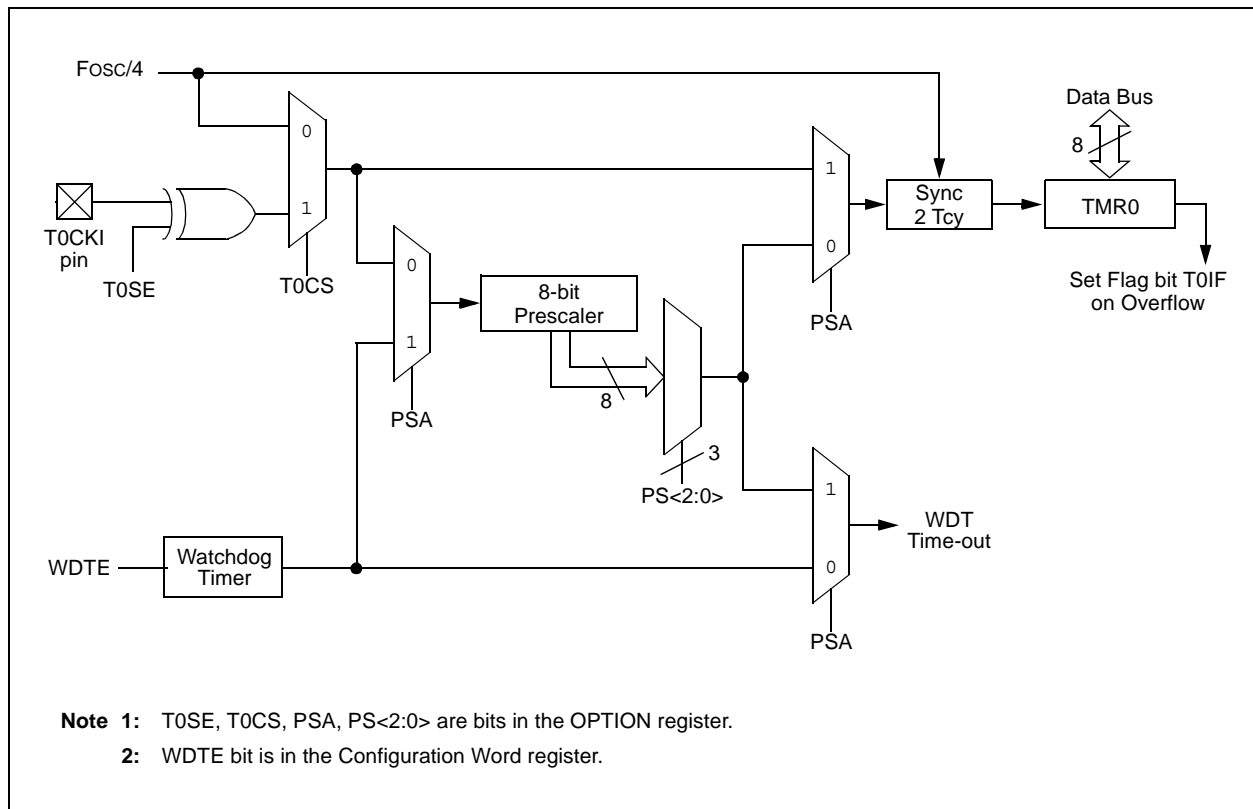 FOSC/4
Data Bus
0
8
1
Sync
2 Tcy
TMR0
1
T0CKI
pin
T0SE
T0CS
0
8-bit
Prescaler
0
PSA
Set Flag bit T0IF
on Overflow
1
PSA
8
3
PS<2:0>
1
WDT
Time-out
WDTE
Watchdog
Timer
0
PSA
Note 1: T0SE, T0CS, PSA, PS<2:0> are bits in the OPTION register.
2: WDTE bit is in the Configuration Word register.